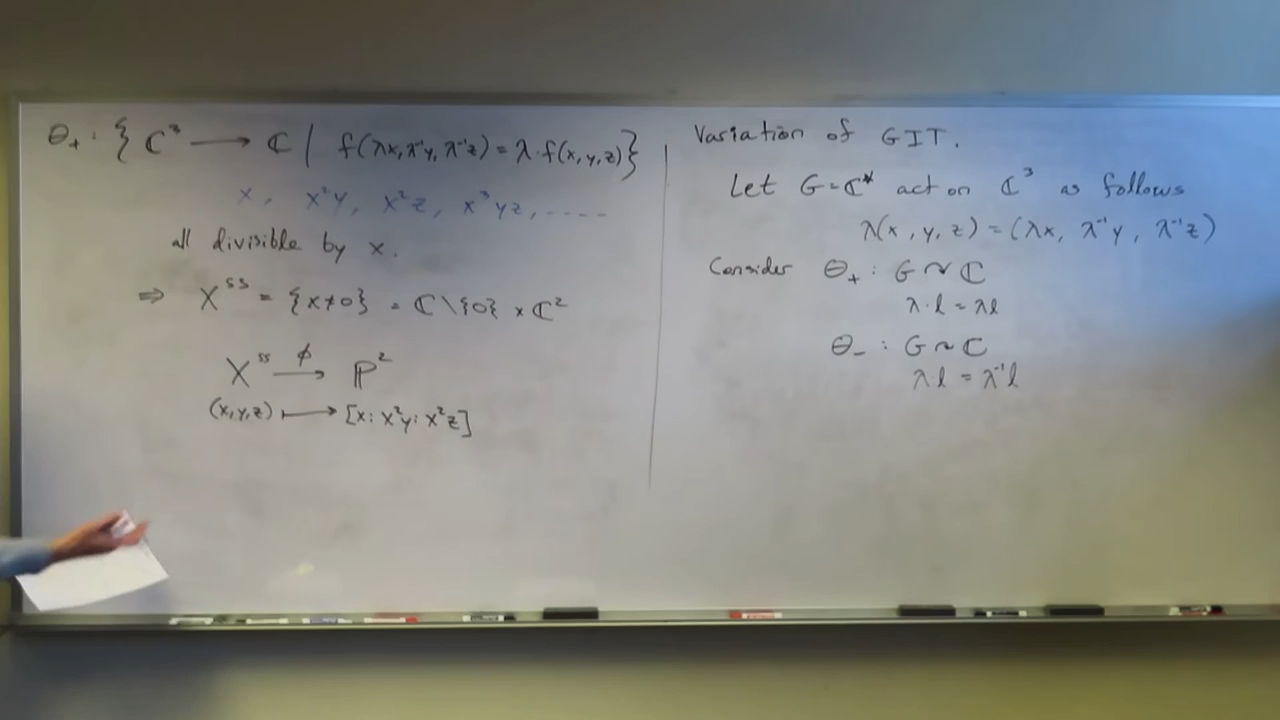 Θ₊ : { ℂ³ ⟶ ℂ | f(λx, λ⁻¹y, λ⁻¹z) = λ·f(x,y,z)}
x, x²y, x²z, x³yz, ----
all divisible by x.
⇒ X^{ss} = {x≠0} = ℂ\{0} × ℂ²
X^{ss} ⟶^{ϕ} ℙ²
(x,y,z) ⟼ [x: x²y: x²z]
Variation of GIT.
Let G=ℂ* act on ℂ³ as follows
λ(x, y, z) = (λx, λ⁻¹y, λ⁻¹z)
Consider Θ₊ : G ↷ ℂ
λ·l = λl
Θ₋ : G ↷ ℂ
λ·l = λ⁻¹l